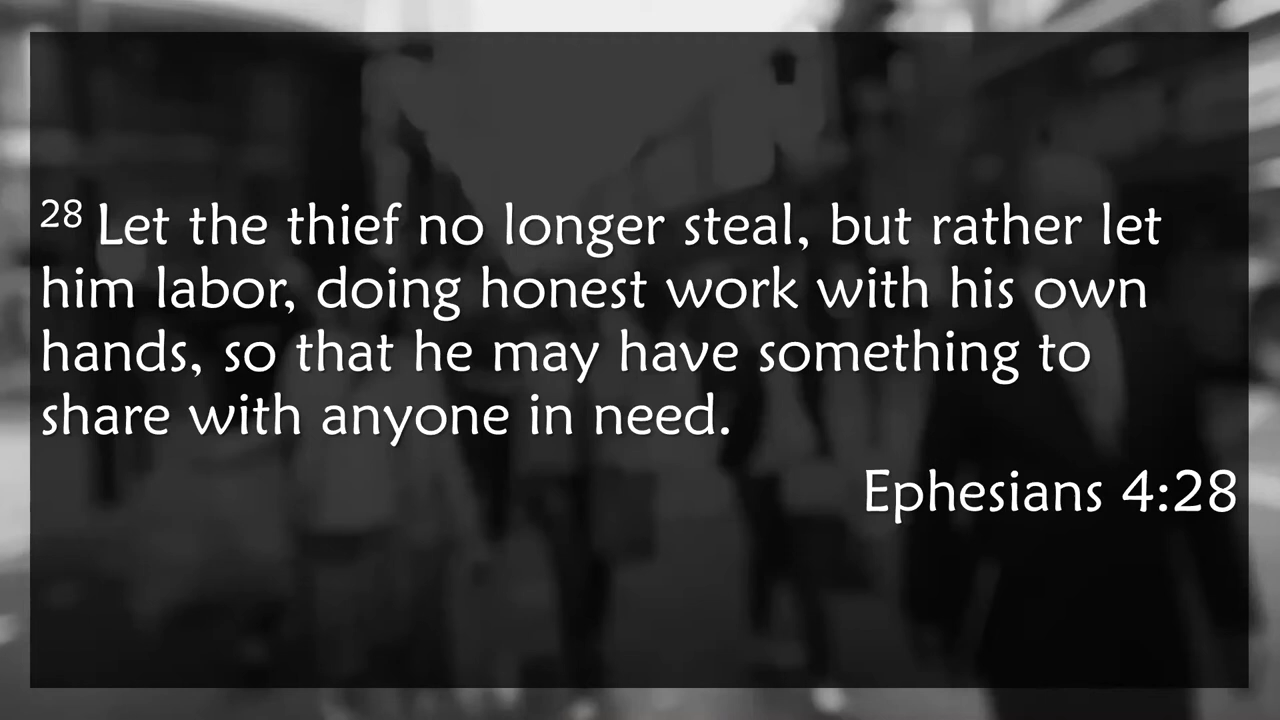 28 Let the thief no longer steal, but rather let
him labor, doing honest work with his own
hands, so that he may have something to
share with anyone in need.
Ephesians 4:28